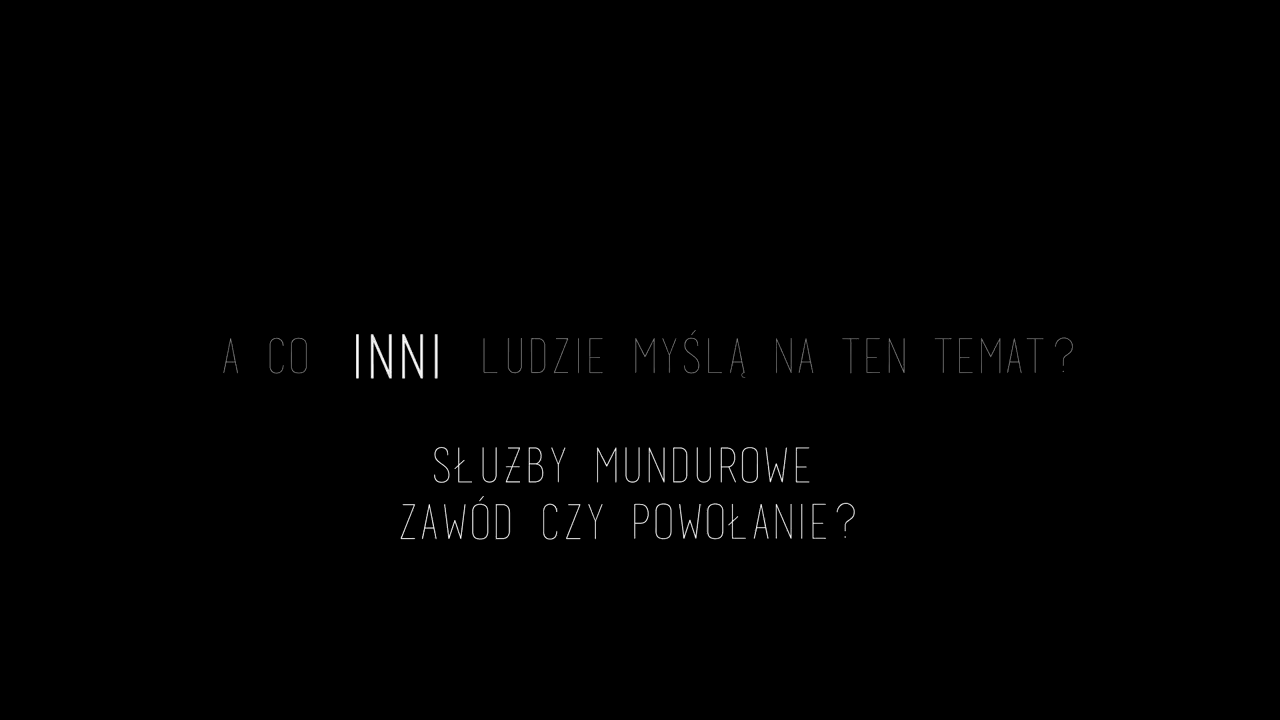 A CO INNI LUDZIE MYŚLĄ NA TEN TEMAT?
SŁUŻBY MUNDUROWE
ZAWÓD CZY POWOŁANIE?